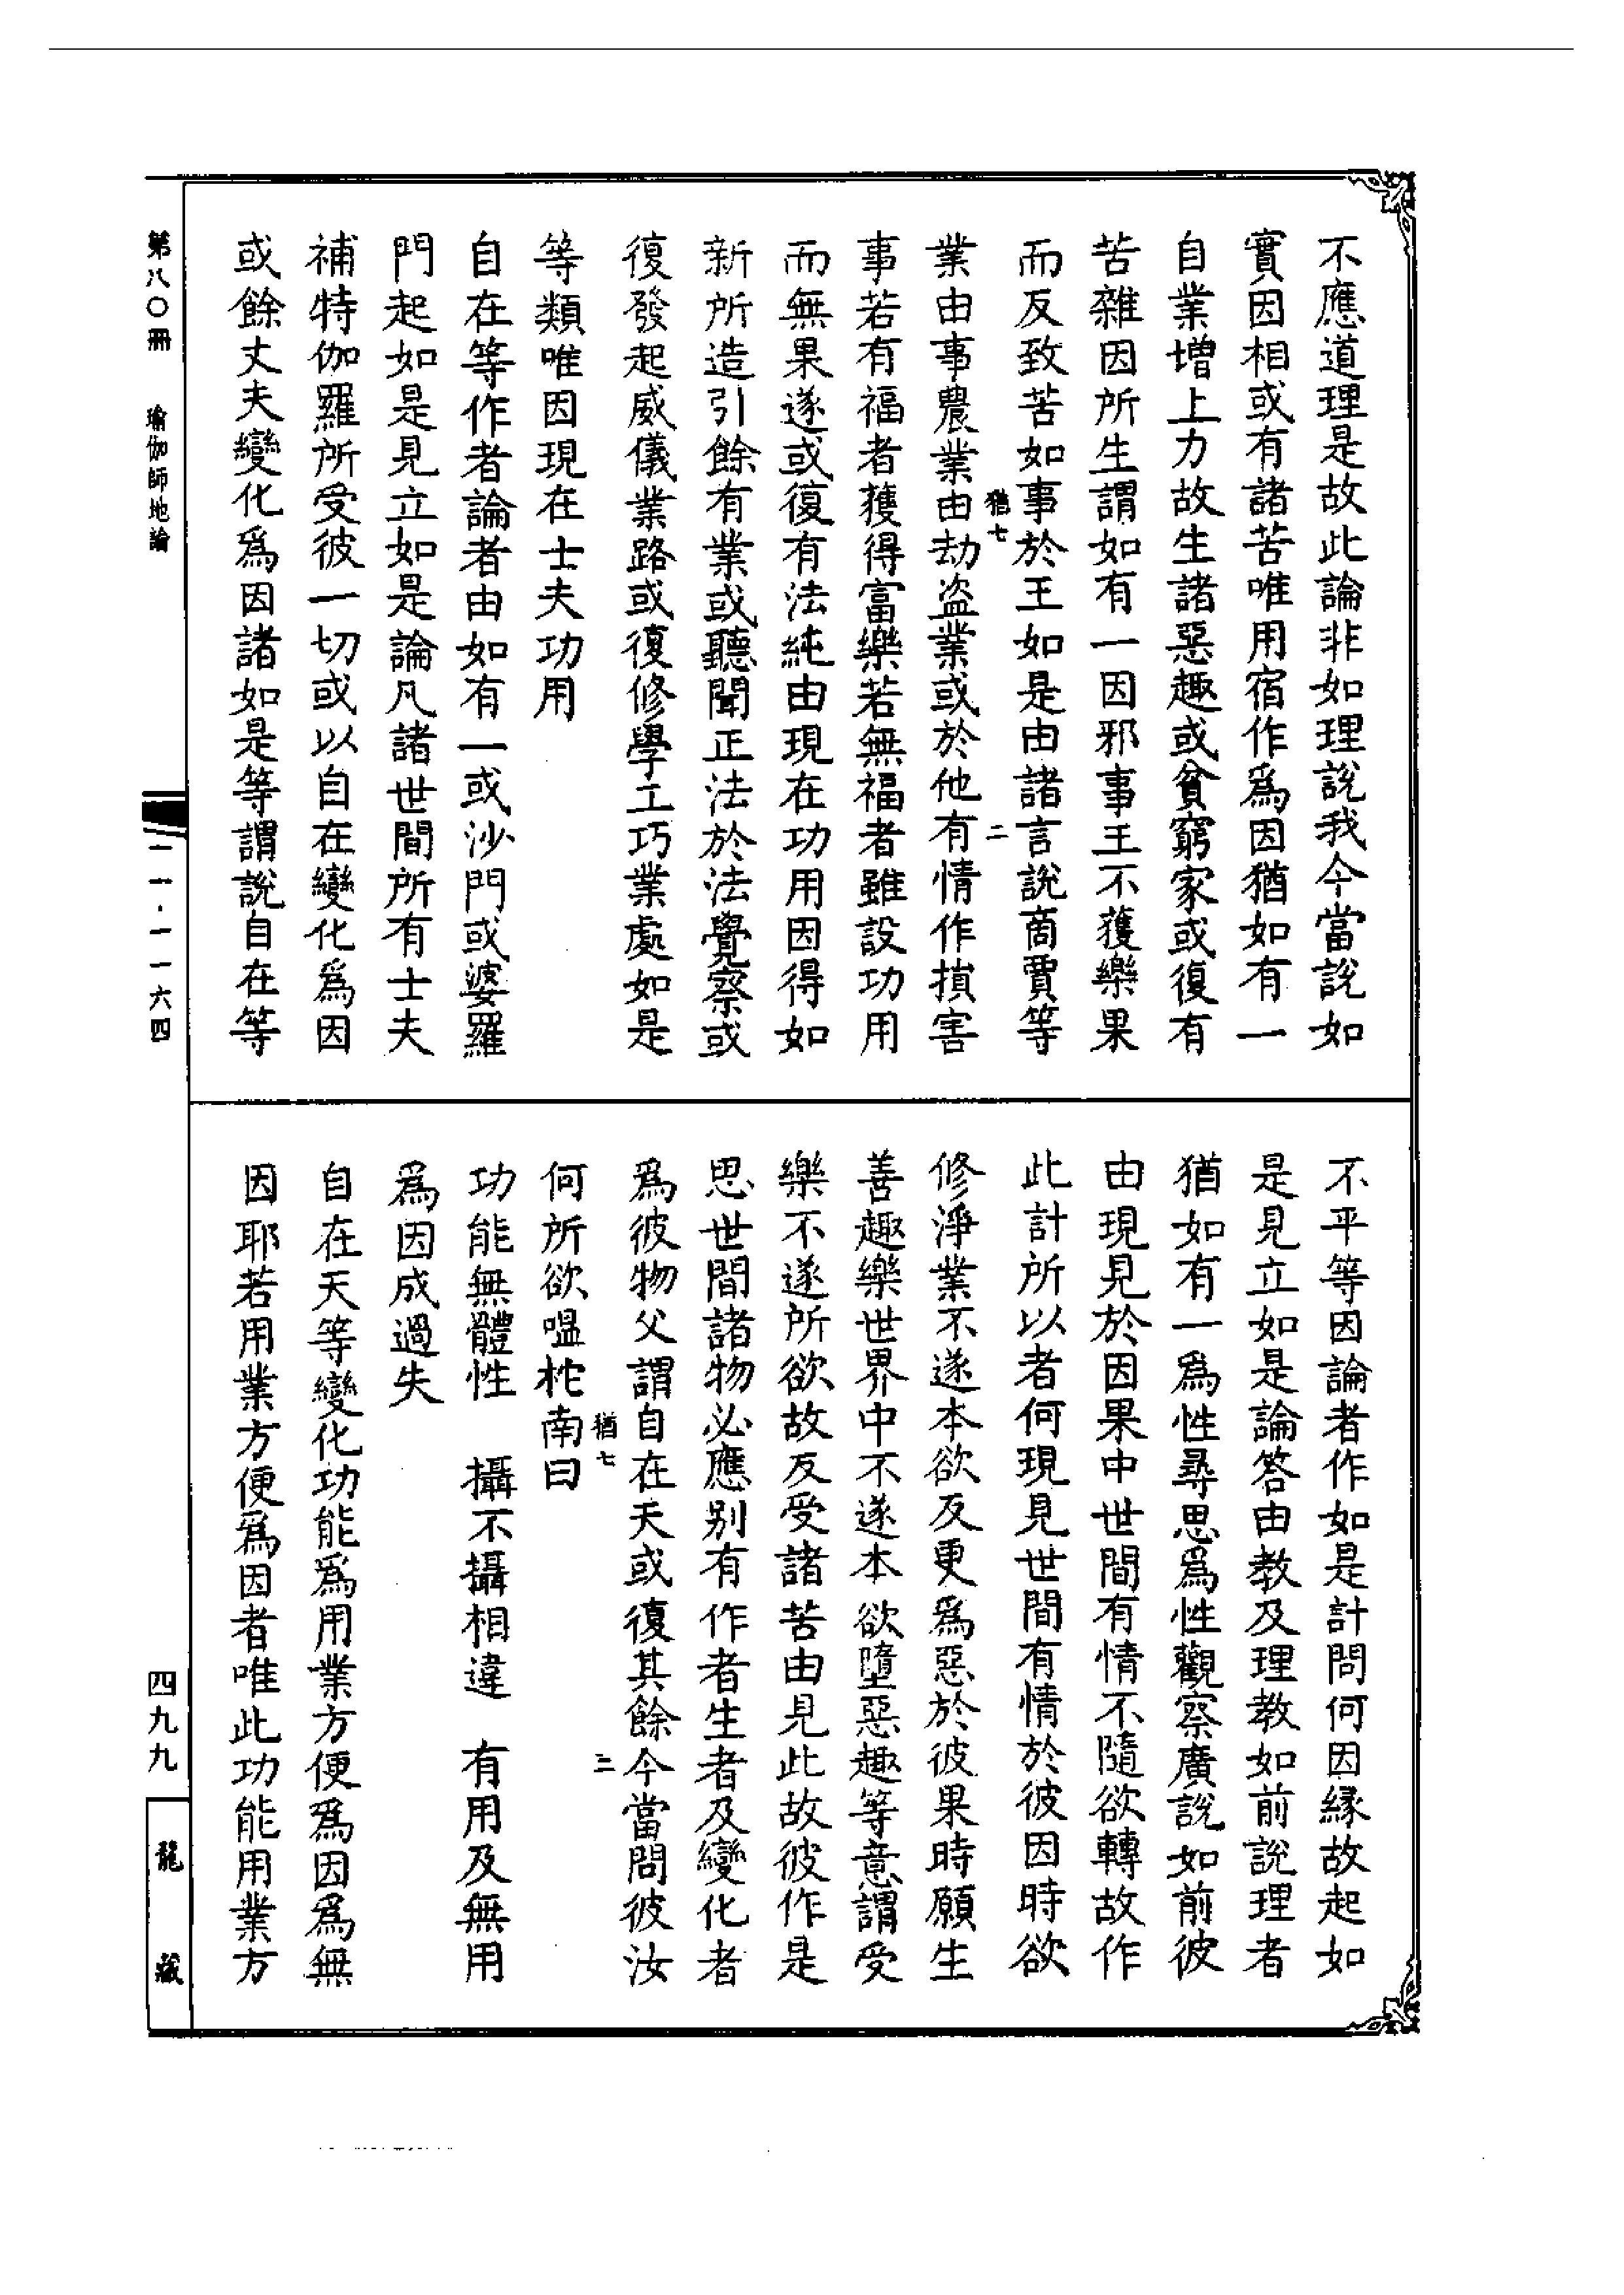 不應道理是故此論非如理說我今當說如
實因相或有諸苦唯用宿作爲因猶如有一
自業增上力故生諸惡趣或貧窮家或復有
苦雜因所生謂如有一因邪事王不獲樂果
而反致苦如事於王如是由諸言說商賈等
猶七
二
業由事農業由劫盜業或於他有情作損害
事若有福者獲得富樂若無福者雖設功用
而無果遂或復有法純由現在功用因得如
新所造引餘有業或聽聞正法於法覺察或
復發起威儀業路或復修學工巧業處如是
等類唯因現在士夫功用
自在等作者論者由如有一或沙門或婆羅
門起如是見立如是論凡諸世間所有士夫
補特伽羅所受彼一切或以自在變化爲因
或餘丈夫變化爲因諸如是等謂說自在等
不平等因論者作如是計問何因緣故起如
是見立如是論答由教及理教如前說理者
猶如有一爲性尋思爲性觀察廣說如前彼
由現見於因果中世間有情不隨欲轉故作
此計所以者何現見世間有情於彼因時欲
修淨業不遂本欲反更爲惡於彼果時願生
善趣樂世界中不遂本欲墮惡趣等意謂受
樂不遂所欲故反受諸苦由見此故彼作是
思世間諸物必應別有作者生者及變化者
爲彼物父謂自在天或復其餘今當問彼汝
猶七
三
何所欲嗢柁南曰
功能無體性 攝不攝相違 有用及無用
爲因成過失
自在天等變化功能爲用業方便爲因爲無
因耶若用業方便爲因者唯此功能用業方
第八〇冊 瑜伽師地論
四九九
龍藏